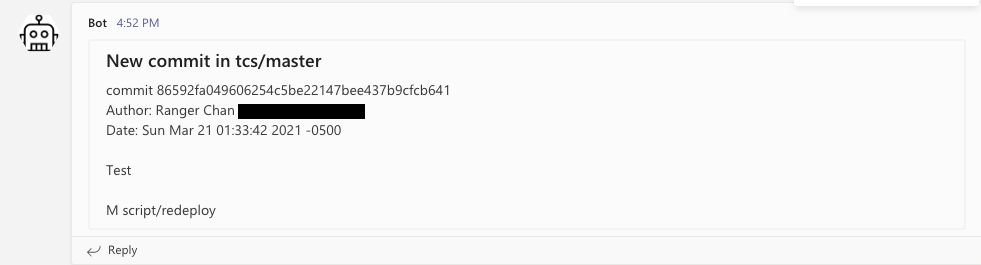 Bot 4:52 PM
New commit in tcs/master
commit 86592fa049606254c5be22147bee437b9cfcb641
Author: Ranger Chan
Date: Sun Mar 21 01:33:42 2021 -0500
Test
M script/redeploy
Reply